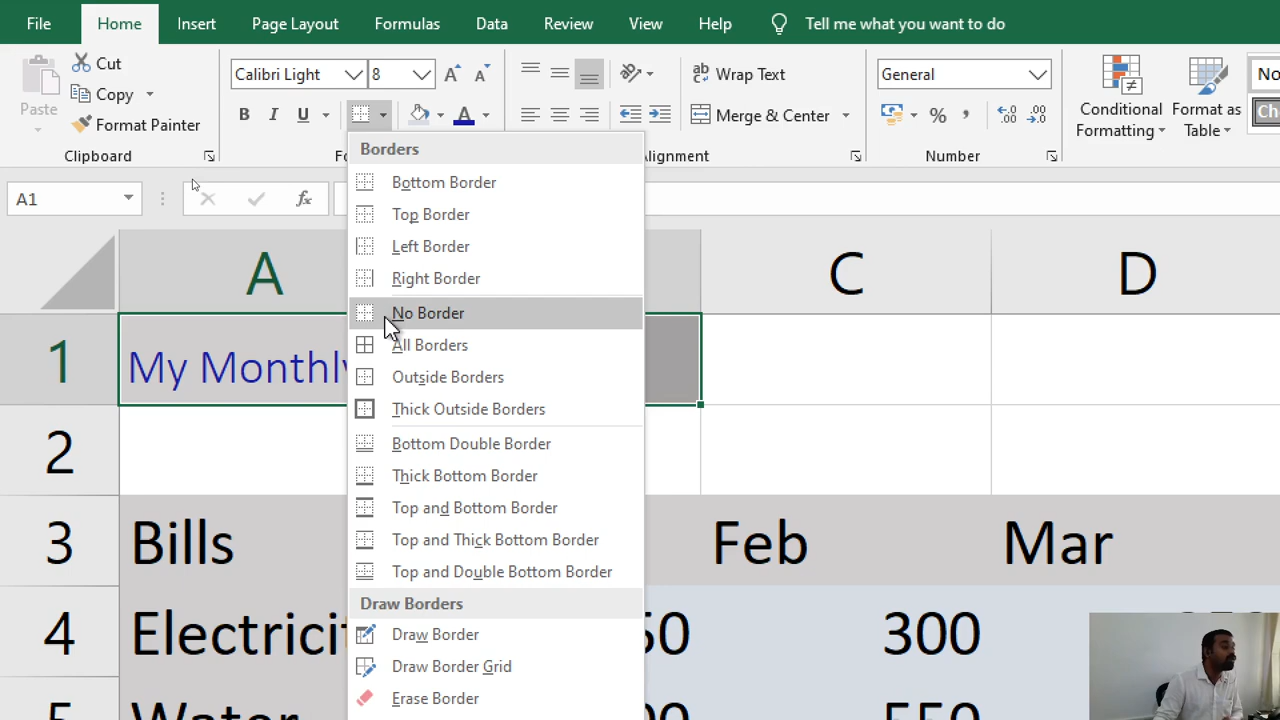 File Home Insert Page Layout Formulas Data Review View Help Tell me what you want to do
Paste
Cut
Copy
Format Painter
Clipboard
Calibri Light 8
B I U A
Wrap Text
Merge & Center
Alignment
General
%
Number
Conditional Formatting
Format as Table
A1
fx
Borders
Bottom Border
Top Border
Left Border
Right Border
No Border
All Borders
Outside Borders
Thick Outside Borders
Bottom Double Border
Thick Bottom Border
Top and Bottom Border
Top and Thick Bottom Border
Top and Double Bottom Border
Draw Borders
Draw Border
Draw Border Grid
Erase Border
A C D
1 My Monthly
2
3 Bills Feb Mar
4 300